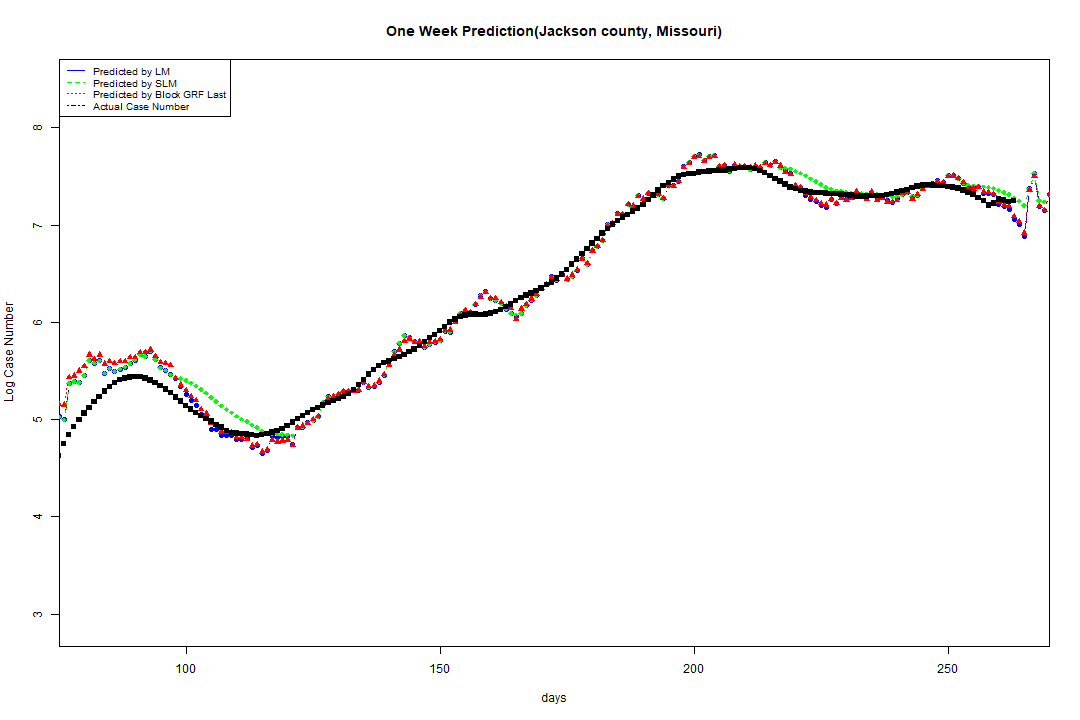 One Week Prediction(Jackson county, Missouri)
Predicted by LM
Predicted by SLM
Predicted by Block GRF Last
Actual Case Number
8
7
6
5
4
3
Log Case Number
100 150 200 250
days